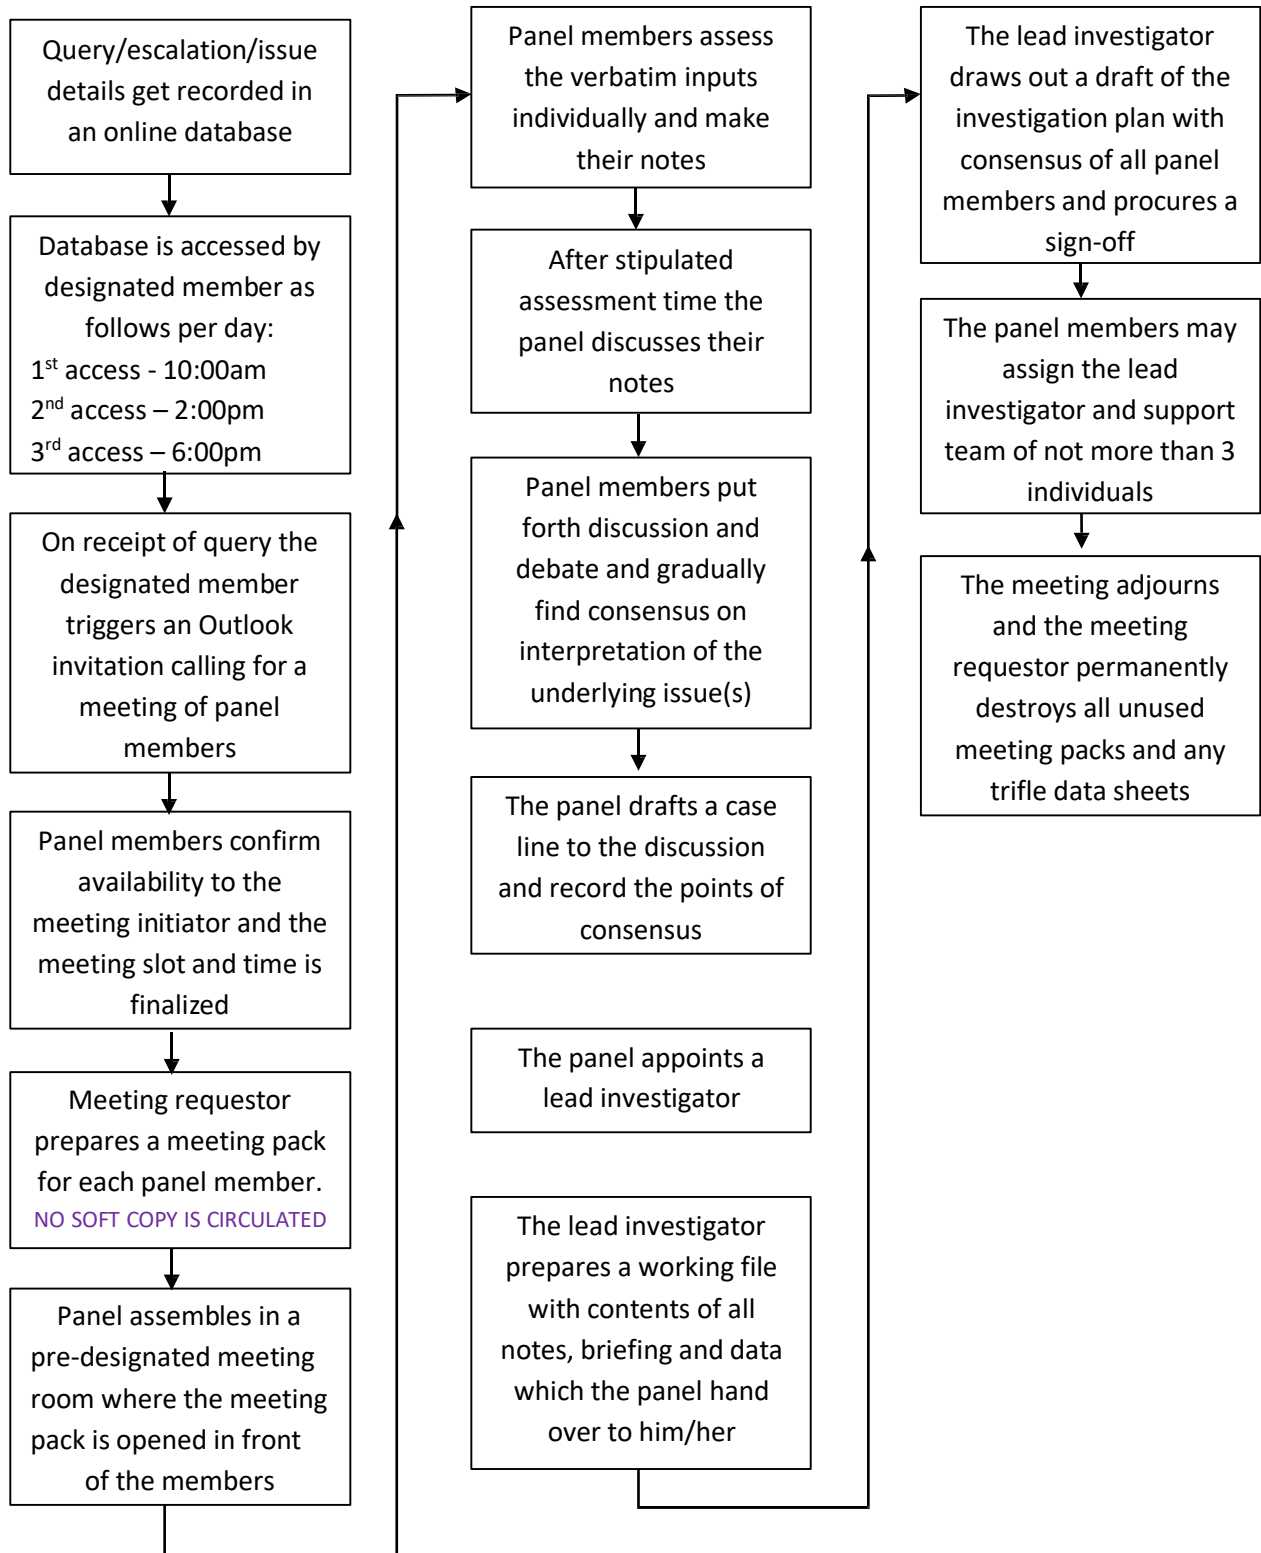 Query/escalation/issue
details get recorded in
an online database
Database is accessed by
designated member as
follows per day:
1st access - 10:00am
2nd access – 2:00pm
3rd access – 6:00pm
On receipt of query the
designated member
triggers an Outlook
invitation calling for a
meeting of panel
members
Panel members confirm
availability to the
meeting initiator and the
meeting slot and time is
finalized
Meeting requestor
prepares a meeting pack
for each panel member.
NO SOFT COPY IS CIRCULATED
Panel assembles in a
pre-designated meeting
room where the meeting
pack is opened in front
of the members
Panel members assess
the verbatim inputs
individually and make
their notes
After stipulated
assessment time the
panel discusses their
notes
Panel members put
forth discussion and
debate and gradually
find consensus on
interpretation of the
underlying issue(s)
The panel drafts a case
line to the discussion
and record the points of
consensus
The panel appoints a
lead investigator
The lead investigator
prepares a working file
with contents of all
notes, briefing and data
which the panel hand
over to him/her
The lead investigator
draws out a draft of the
investigation plan with
consensus of all panel
members and procures a
sign-off
The panel members may
assign the lead
investigator and support
team of not more than 3
individuals
The meeting adjourns
and the meeting
requestor permanently
destroys all unused
meeting packs and any
trifle data sheets